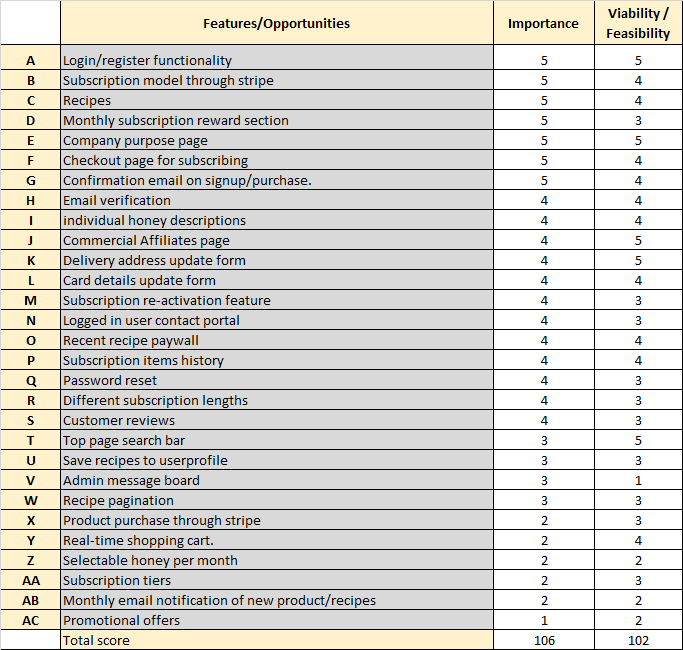 Features/Opportunities Importance Viability / Feasibility
A Login/register functionality 5 5
B Subscription model through stripe 5 4
C Recipes 5 4
D Monthly subscription reward section 5 3
E Company purpose page 5 5
F Checkout page for subscribing 5 4
G Confirmation email on signup/purchase. 5 4
H Email verification 4 4
I individual honey descriptions 4 4
J Commercial Affiliates page 4 5
K Delivery address update form 4 5
L Card details update form 4 4
M Subscription re-activation feature 4 3
N Logged in user contact portal 4 3
O Recent recipe paywall 4 4
P Subscription items history 4 4
Q Password reset 4 3
R Different subscription lengths 4 3
S Customer reviews 4 3
T Top page search bar 3 5
U Save recipes to userprofile 3 3
V Admin message board 3 1
W Recipe pagination 3 3
X Product purchase through stripe 2 3
Y Real-time shopping cart. 2 4
Z Selectable honey per month 2 2
AA Subscription tiers 2 3
AB Monthly email notification of new product/recipes 2 2
AC Promotional offers 1 2
Total score 106 102